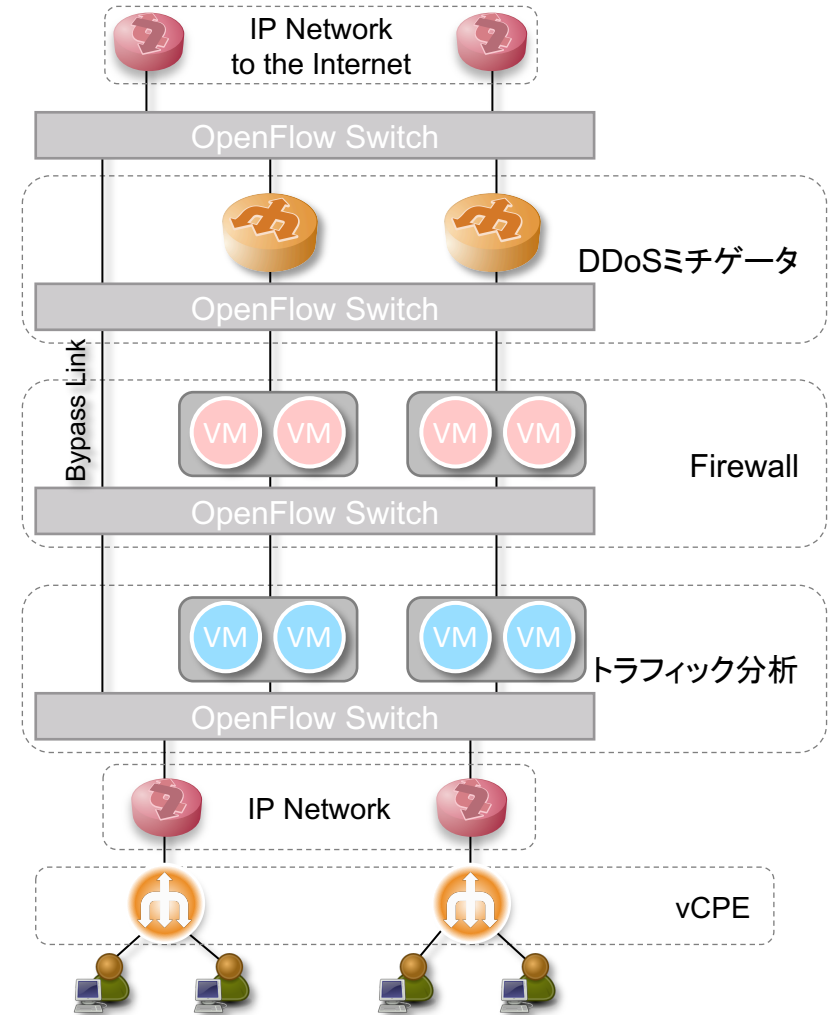 IP Network
to the Internet
OpenFlow Switch
DDoSミチゲータ
OpenFlow Switch
Bypass Link
VM VM VM VM
Firewall
OpenFlow Switch
VM VM VM VM
トラフィック分析
OpenFlow Switch
IP Network
vCPE